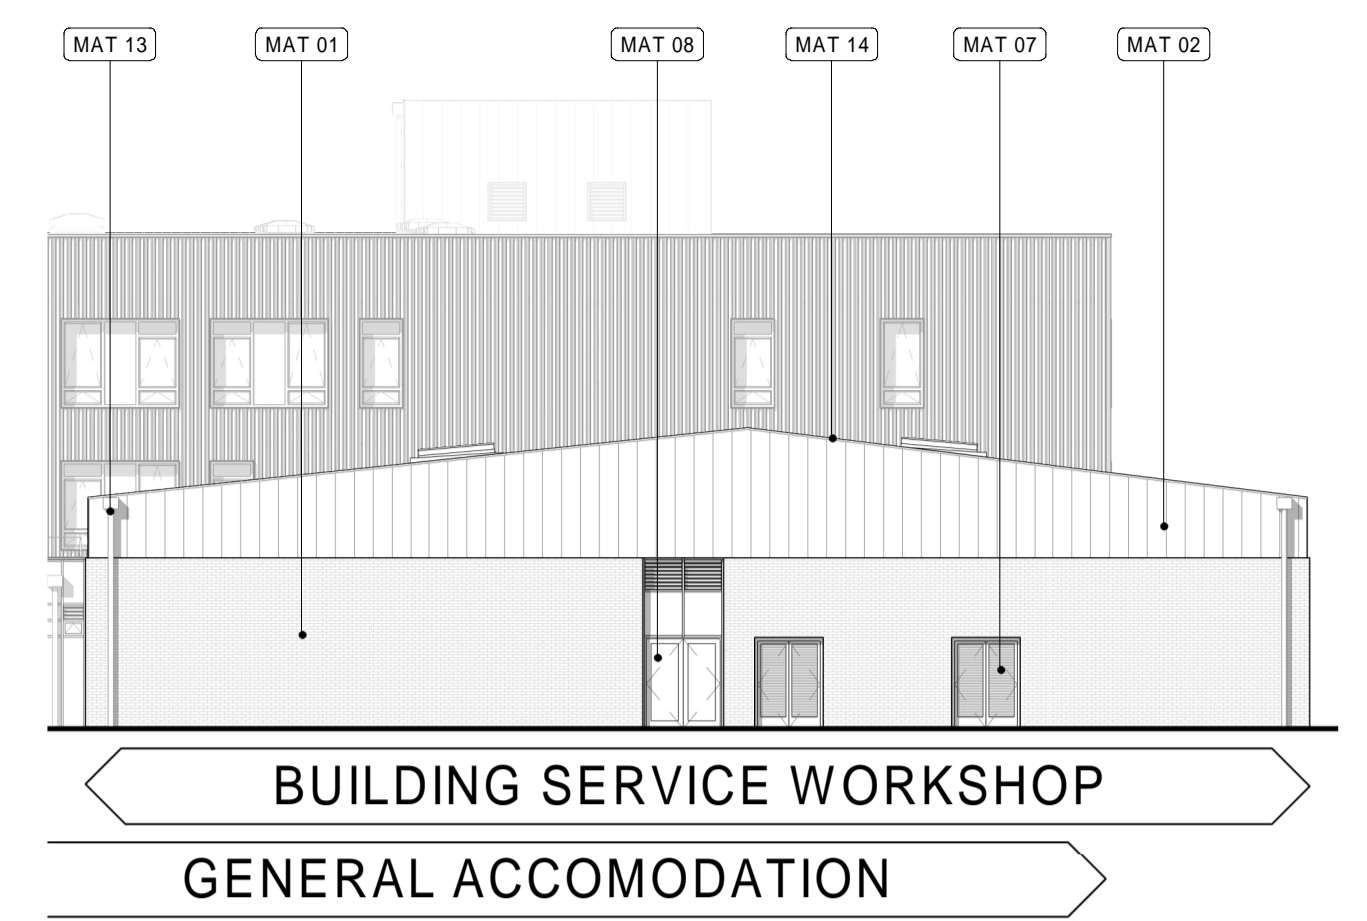 MAT 13
MAT 01
MAT 08
MAT 14
MAT 07
MAT 02
BUILDING SERVICE WORKSHOP
GENERAL ACCOMODATION